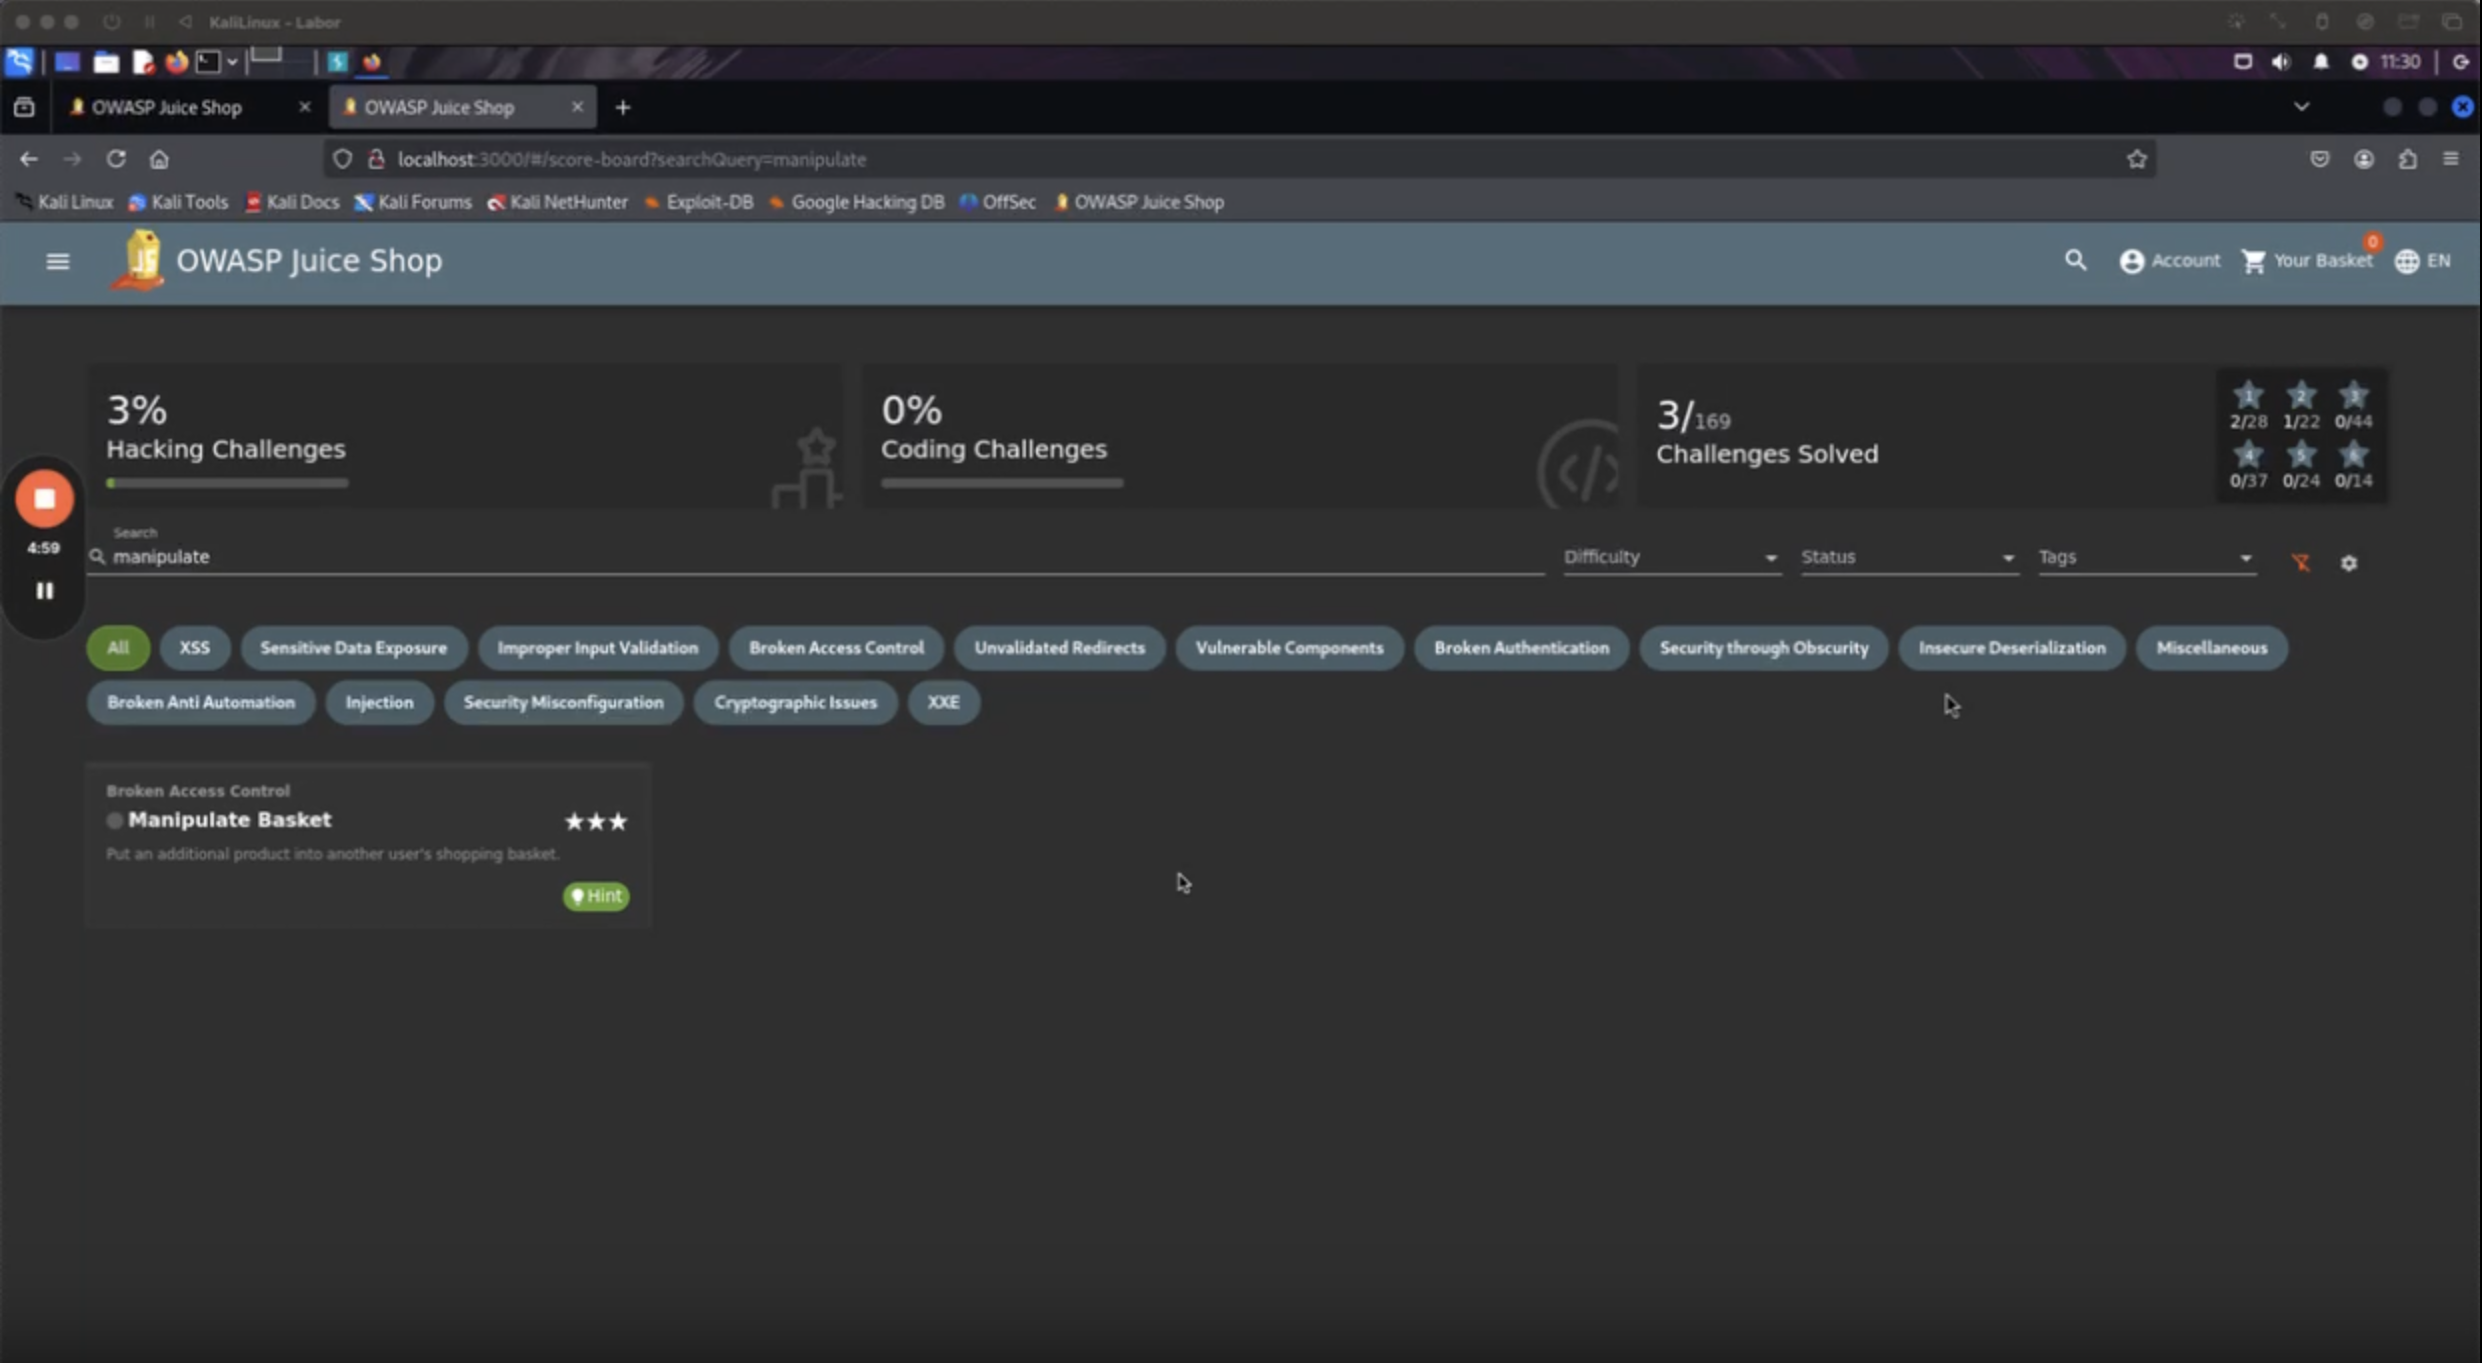 KaliLinux - Labor
11:30
OWASP Juice Shop
OWASP Juice Shop
localhost:3000/#/score-board?searchQuery=manipulate
Kali Linux Kali Tools Kali Docs Kali Forums Kali NetHunter Exploit-DB Google Hacking DB OffSec OWASP Juice Shop
OWASP Juice Shop
Account
Your Basket
0
EN
3%
Hacking Challenges
0%
Coding Challenges
3/169
Challenges Solved
1 2 3
2/28 1/22 0/44
4 5 6
0/37 0/24 0/14
4:59
Search
manipulate
Difficulty
Status
Tags
All XSS Sensitive Data Exposure Improper Input Validation Broken Access Control Unvalidated Redirects Vulnerable Components Broken Authentication Security through Obscurity Insecure Deserialization Miscellaneous
Broken Anti Automation Injection Security Misconfiguration Cryptographic Issues XXE
Broken Access Control
Manipulate Basket
Put an additional product into another user's shopping basket.
Hint